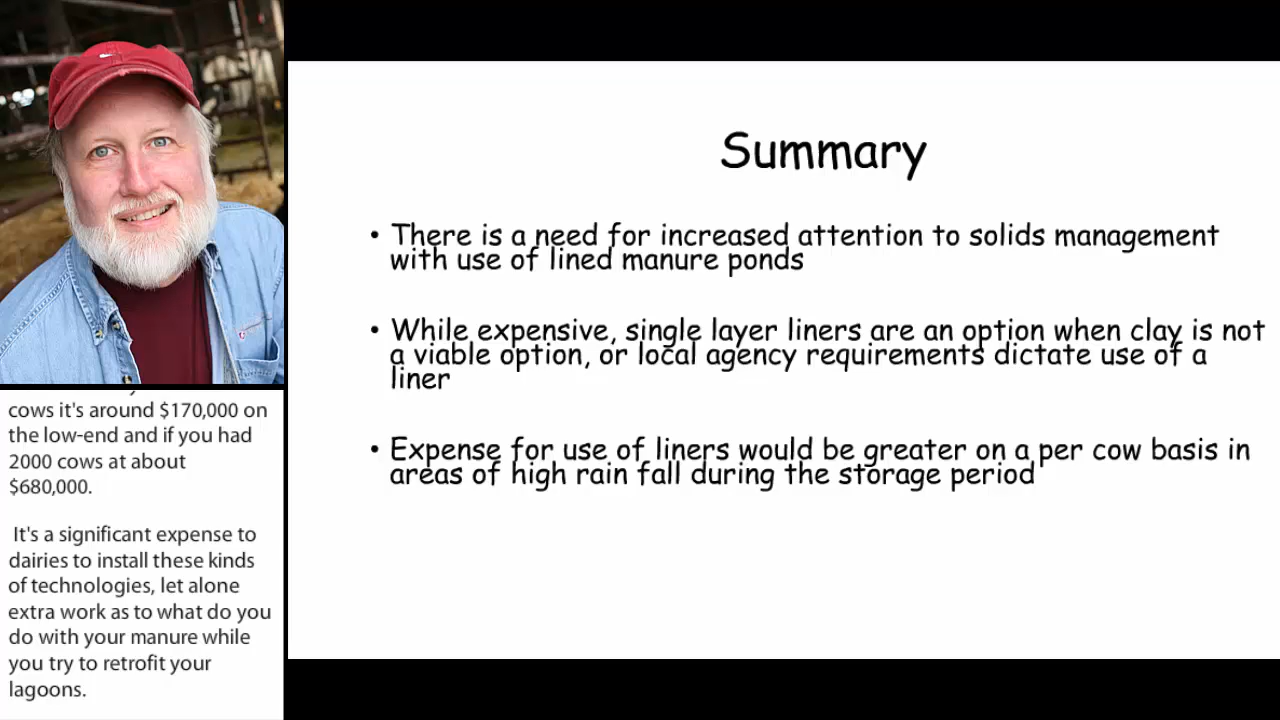 cows it's around $170,000 on
the low-end and if you had
2000 cows at about
$680,000.
It's a significant expense to
dairies to install these kinds
of technologies, let alone
extra work as to what do you
do with your manure while
you try to retrofit your
lagoons.
Summary
• There is a need for increased attention to solids management
with use of lined manure ponds
• While expensive, single layer liners are an option when clay is not
a viable option, or local agency requirements dictate use of a
liner
• Expense for use of liners would be greater on a per cow basis in
areas of high rain fall during the storage period